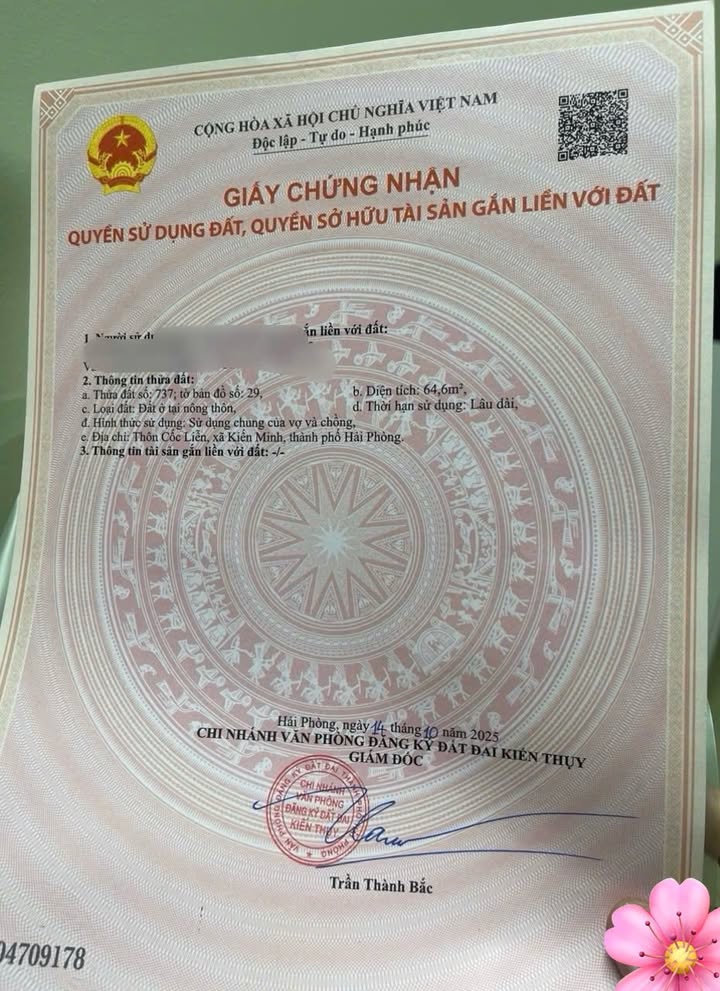 CỘNG HÒA XÃ HỘI CHỦ NGHĨA VIỆT NAM
Độc lập - Tự do - Hạnh phúc
GIẤY CHỨNG NHẬN
QUYỀN SỬ DỤNG ĐẤT, QUYỀN SỞ HỮU TÀI SẢN GẮN LIỀN VỚI ĐẤT
1 liền với đất:
2. Thông tin thửa đất:
a. Thửa đất số: 737; tờ bản đồ số: 29, b. Diện tích: 64,6m²,
c. Loại đất: Đất ở tại nông thôn, d. Thời hạn sử dụng: Lâu dài,
đ. Hình thức sử dụng: Sử dụng chung của vợ và chồng,
e. Địa chỉ: Thôn Cốc Liễn, xã Kiến Minh, thành phố Hải Phòng.
3. Thông tin tài sản gắn liền với đất: -/-
Hải Phòng, ngày 14 tháng 10 năm 2025
CHI NHÁNH VĂN PHÒNG ĐĂNG KÝ ĐẤT ĐAI KIẾN THỤY
GIÁM ĐỐC
CHI NHÁNH
VĂN PHÒNG
ĐĂNG KÝ ĐẤT ĐAI
KIẾN THỤY
Trần Thành Bắc
04709178